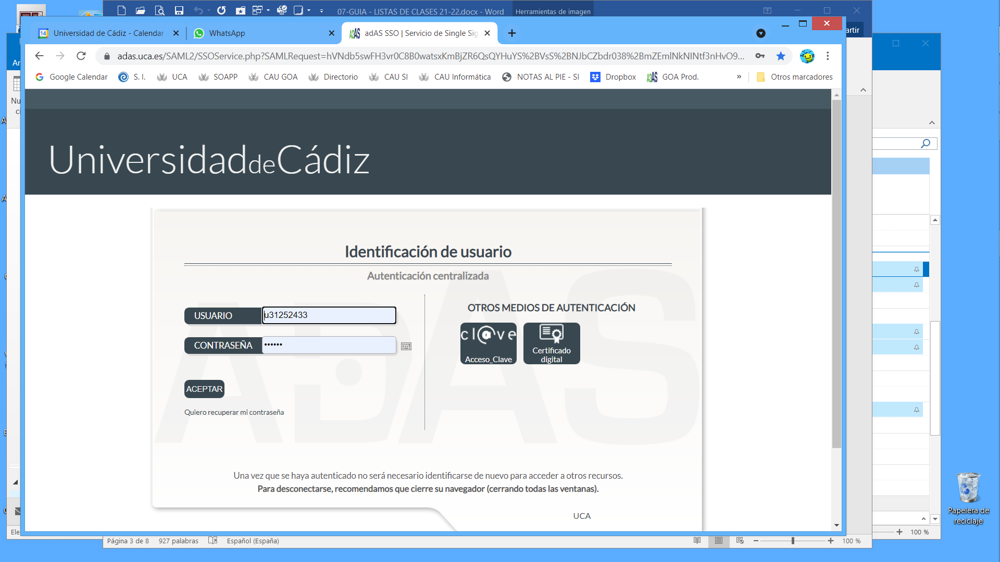 07-GUIA - LISTAS DE CLASES 21-22.docx - Word
Herramientas de imagen
Universidad de Cádiz - Calendar
WhatsApp
adAS SSO | Servicio de Single Sig
artir
adas.uca.es/SAML2/SSOService.php?SAMLRequest=hVNdb5swFH3vr0C8B0watsxKmBjZR6QsQYHuYS%2BVsS%2BNJbCZbdr038%2BmZEmlNkNINtf3nHvO9...
Google Calendar
S. I.
UCA
SOAPP
CAU GOA
Directorio
CAU SI
CAU Informática
NOTAS AL PIE - SI
Dropbox
GOA Prod.
»
Otros marcadores
Ar
Nu
ci
UniversidaddeCádiz
Identificación de usuario
Autenticación centralizada
USUARIO
u31252433
CONTRASEÑA
••••••
ACEPTAR
Quiero recuperar mi contraseña
OTROS MEDIOS DE AUTENTICACIÓN
cl@ve
Acceso_Clave
Certificado
digital
ADAS
Una vez que se haya autenticado no será necesario identificarse de nuevo para acceder a otros recursos.
Para desconectarse, recomendamos que cierre su navegador (cerrando todas las ventanas).
UCA
Papelera de
reciclaje
Ele
100 %
Página 3 de 8
927 palabras
Español (España)
100 %